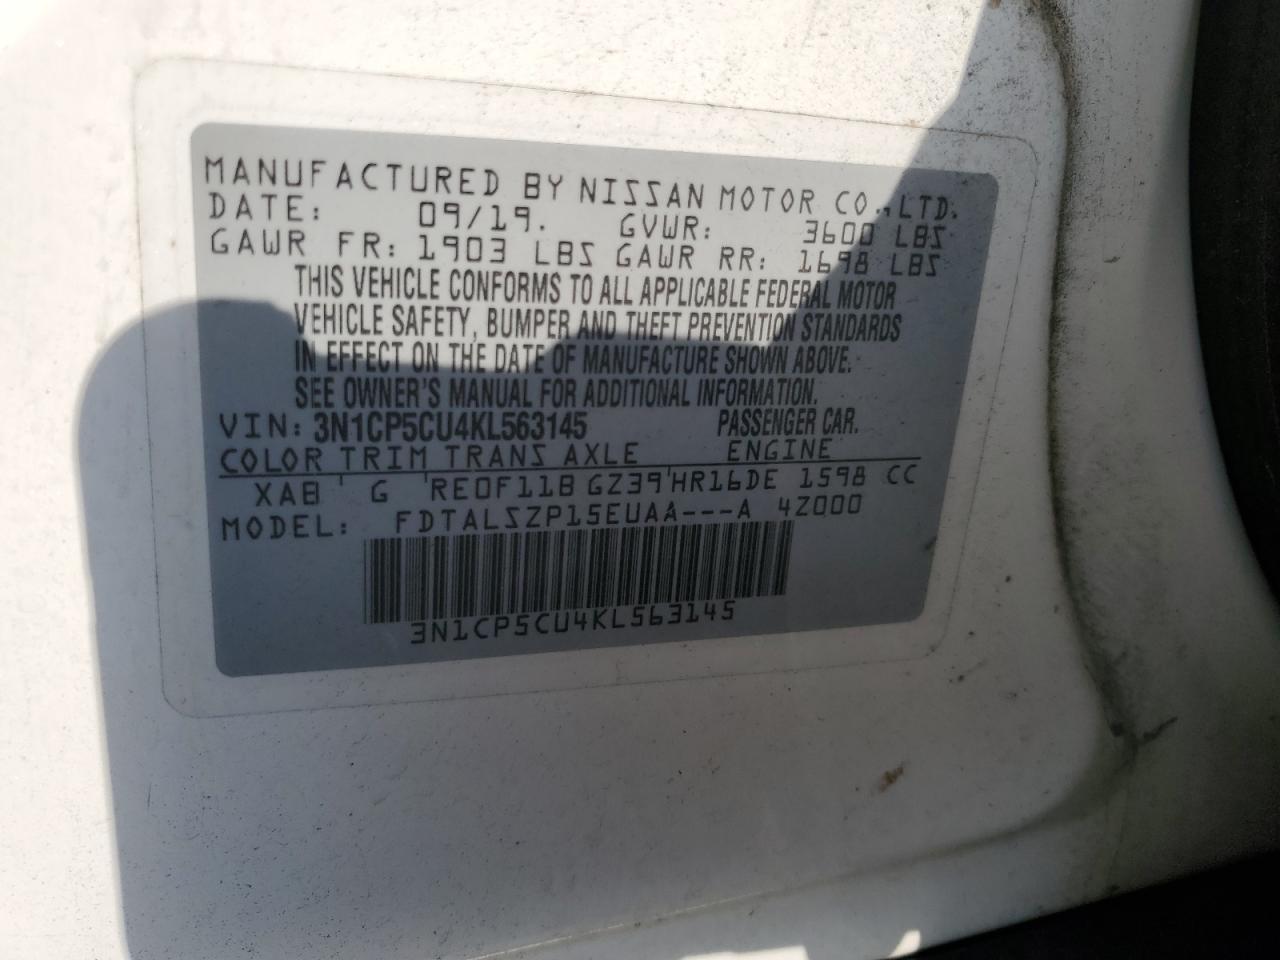 MANUFACTURED BY NISSAN MOTOR CO.,LTD.
DATE: 09/19. GVWR: 3600 LBS
GAWR FR: 1903 LBS GAWR RR: 1698 LBS
THIS VEHICLE CONFORMS TO ALL APPLICABLE FEDERAL MOTOR
VEHICLE SAFETY, BUMPER AND THEFT PREVENTION STANDARDS
IN EFFECT ON THE DATE OF MANUFACTURE SHOWN ABOVE.
SEE OWNER'S MANUAL FOR ADDITIONAL INFORMATION.
VIN: 3N1CP5CU4KL563145 PASSENGER CAR.
COLOR TRIM TRANS AXLE ENGINE
XAB G RE0F11B GZ39 HR16DE 1598 CC
MODEL: FDTALSZP15EUAA---A 4Z000
3N1CP5CU4KL563145